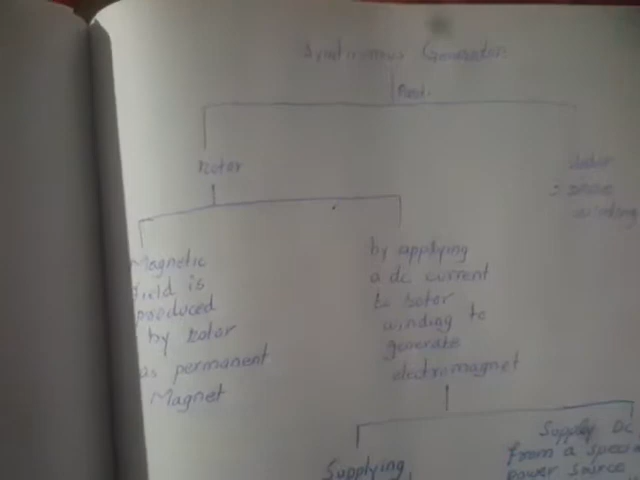 Synchronous Generator
Part.
Rotor
Stator
3 phase
winding
Magnetic
field is
produced
by rotor
as permanent
Magnet
by applying
a dc current
to rotor
winding to
generate
electromagnet
Supplying
Supply DC
from a special
power source